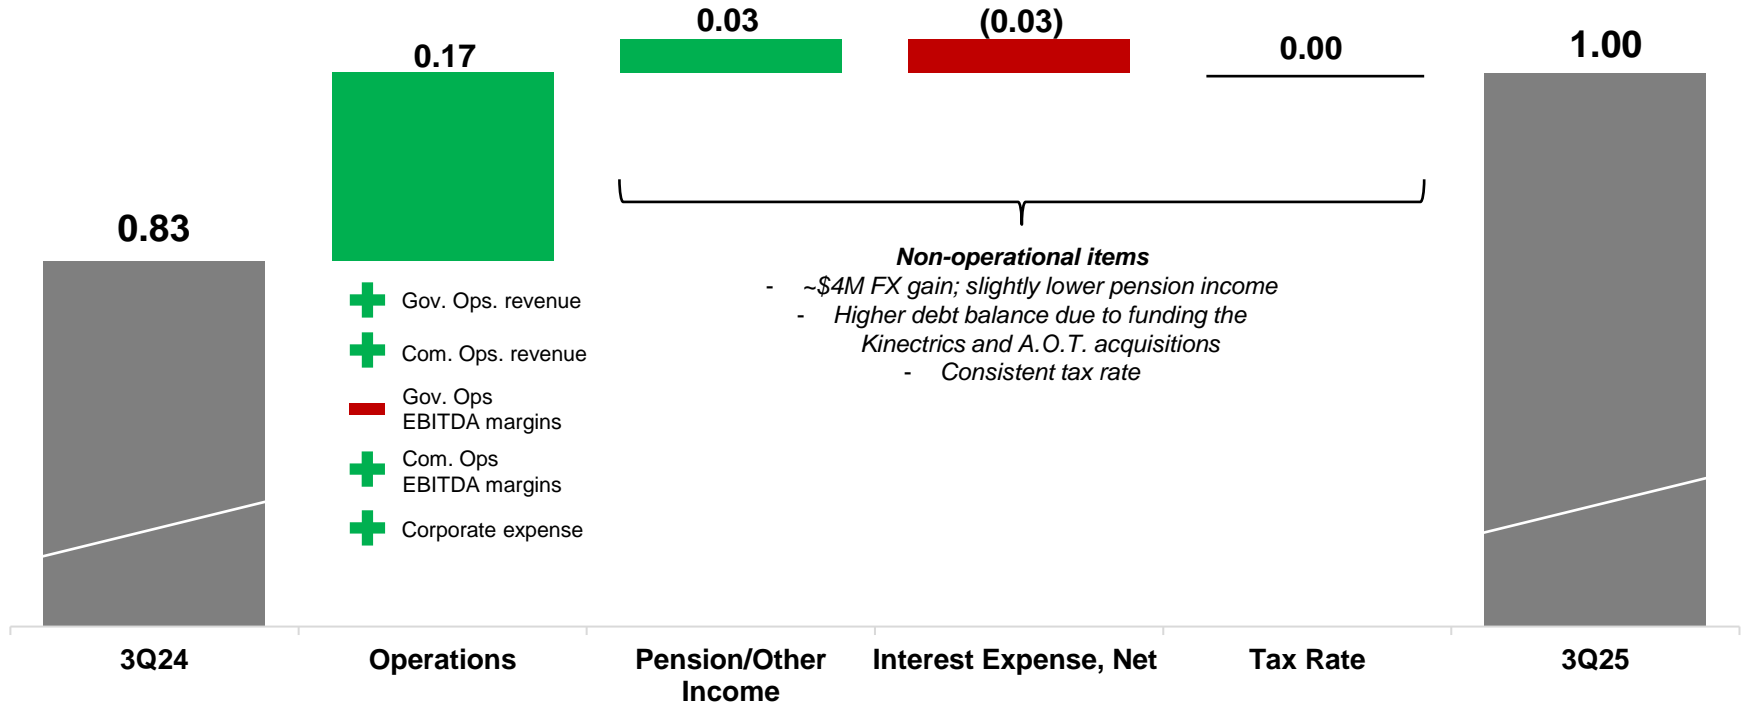 0.83
0.17
0.03
(0.03)
0.00
1.00
Gov. Ops. revenue
Com. Ops. revenue
Gov. Ops
EBITDA margins
Com. Ops
EBITDA margins
Corporate expense
Non-operational items
- ~$4M FX gain; slightly lower pension income
- Higher debt balance due to funding the
Kinectrics and A.O.T. acquisitions
- Consistent tax rate
3Q24
Operations
Pension/Other
Income
Interest Expense, Net
Tax Rate
3Q25